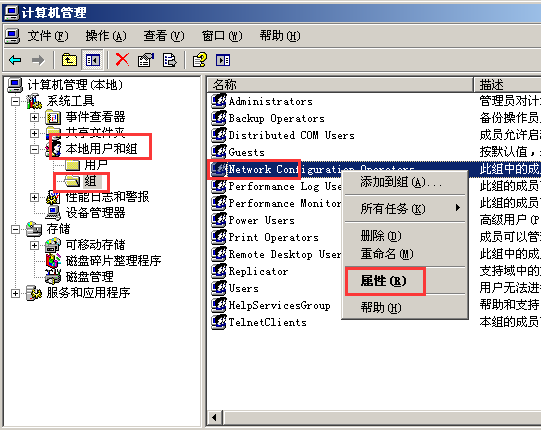 计算机管理
文件(F) 操作(A) 查看(V) 窗口(W) 帮助(H)
计算机管理(本地)
系统工具
事件查看器
共享文件夹
本地用户和组
用户
组
性能日志和警报
设备管理器
存储
可移动存储
磁盘碎片整理程序
磁盘管理
服务和应用程序
名称 描述
Administrators 管理员对计
Backup Operators 备份操作员
Distributed COM Users 成员允许启
Guests 按默认值，
Network Configuration Operators 此组中的成
Performance Log Use 此组的成员
Performance Monitor 此组的成员
Power Users 高级用户(P
Print Operators 成员可以管
Remote Desktop User 此组中的成
Replicator 支持域中的文
Users 用户无法进
HelpServicesGroup 帮助和支持
TelnetClients 本组的成员
添加到组(A)...
所有任务(K)
删除(D)
重命名(M)
属性(R)
帮助(H)